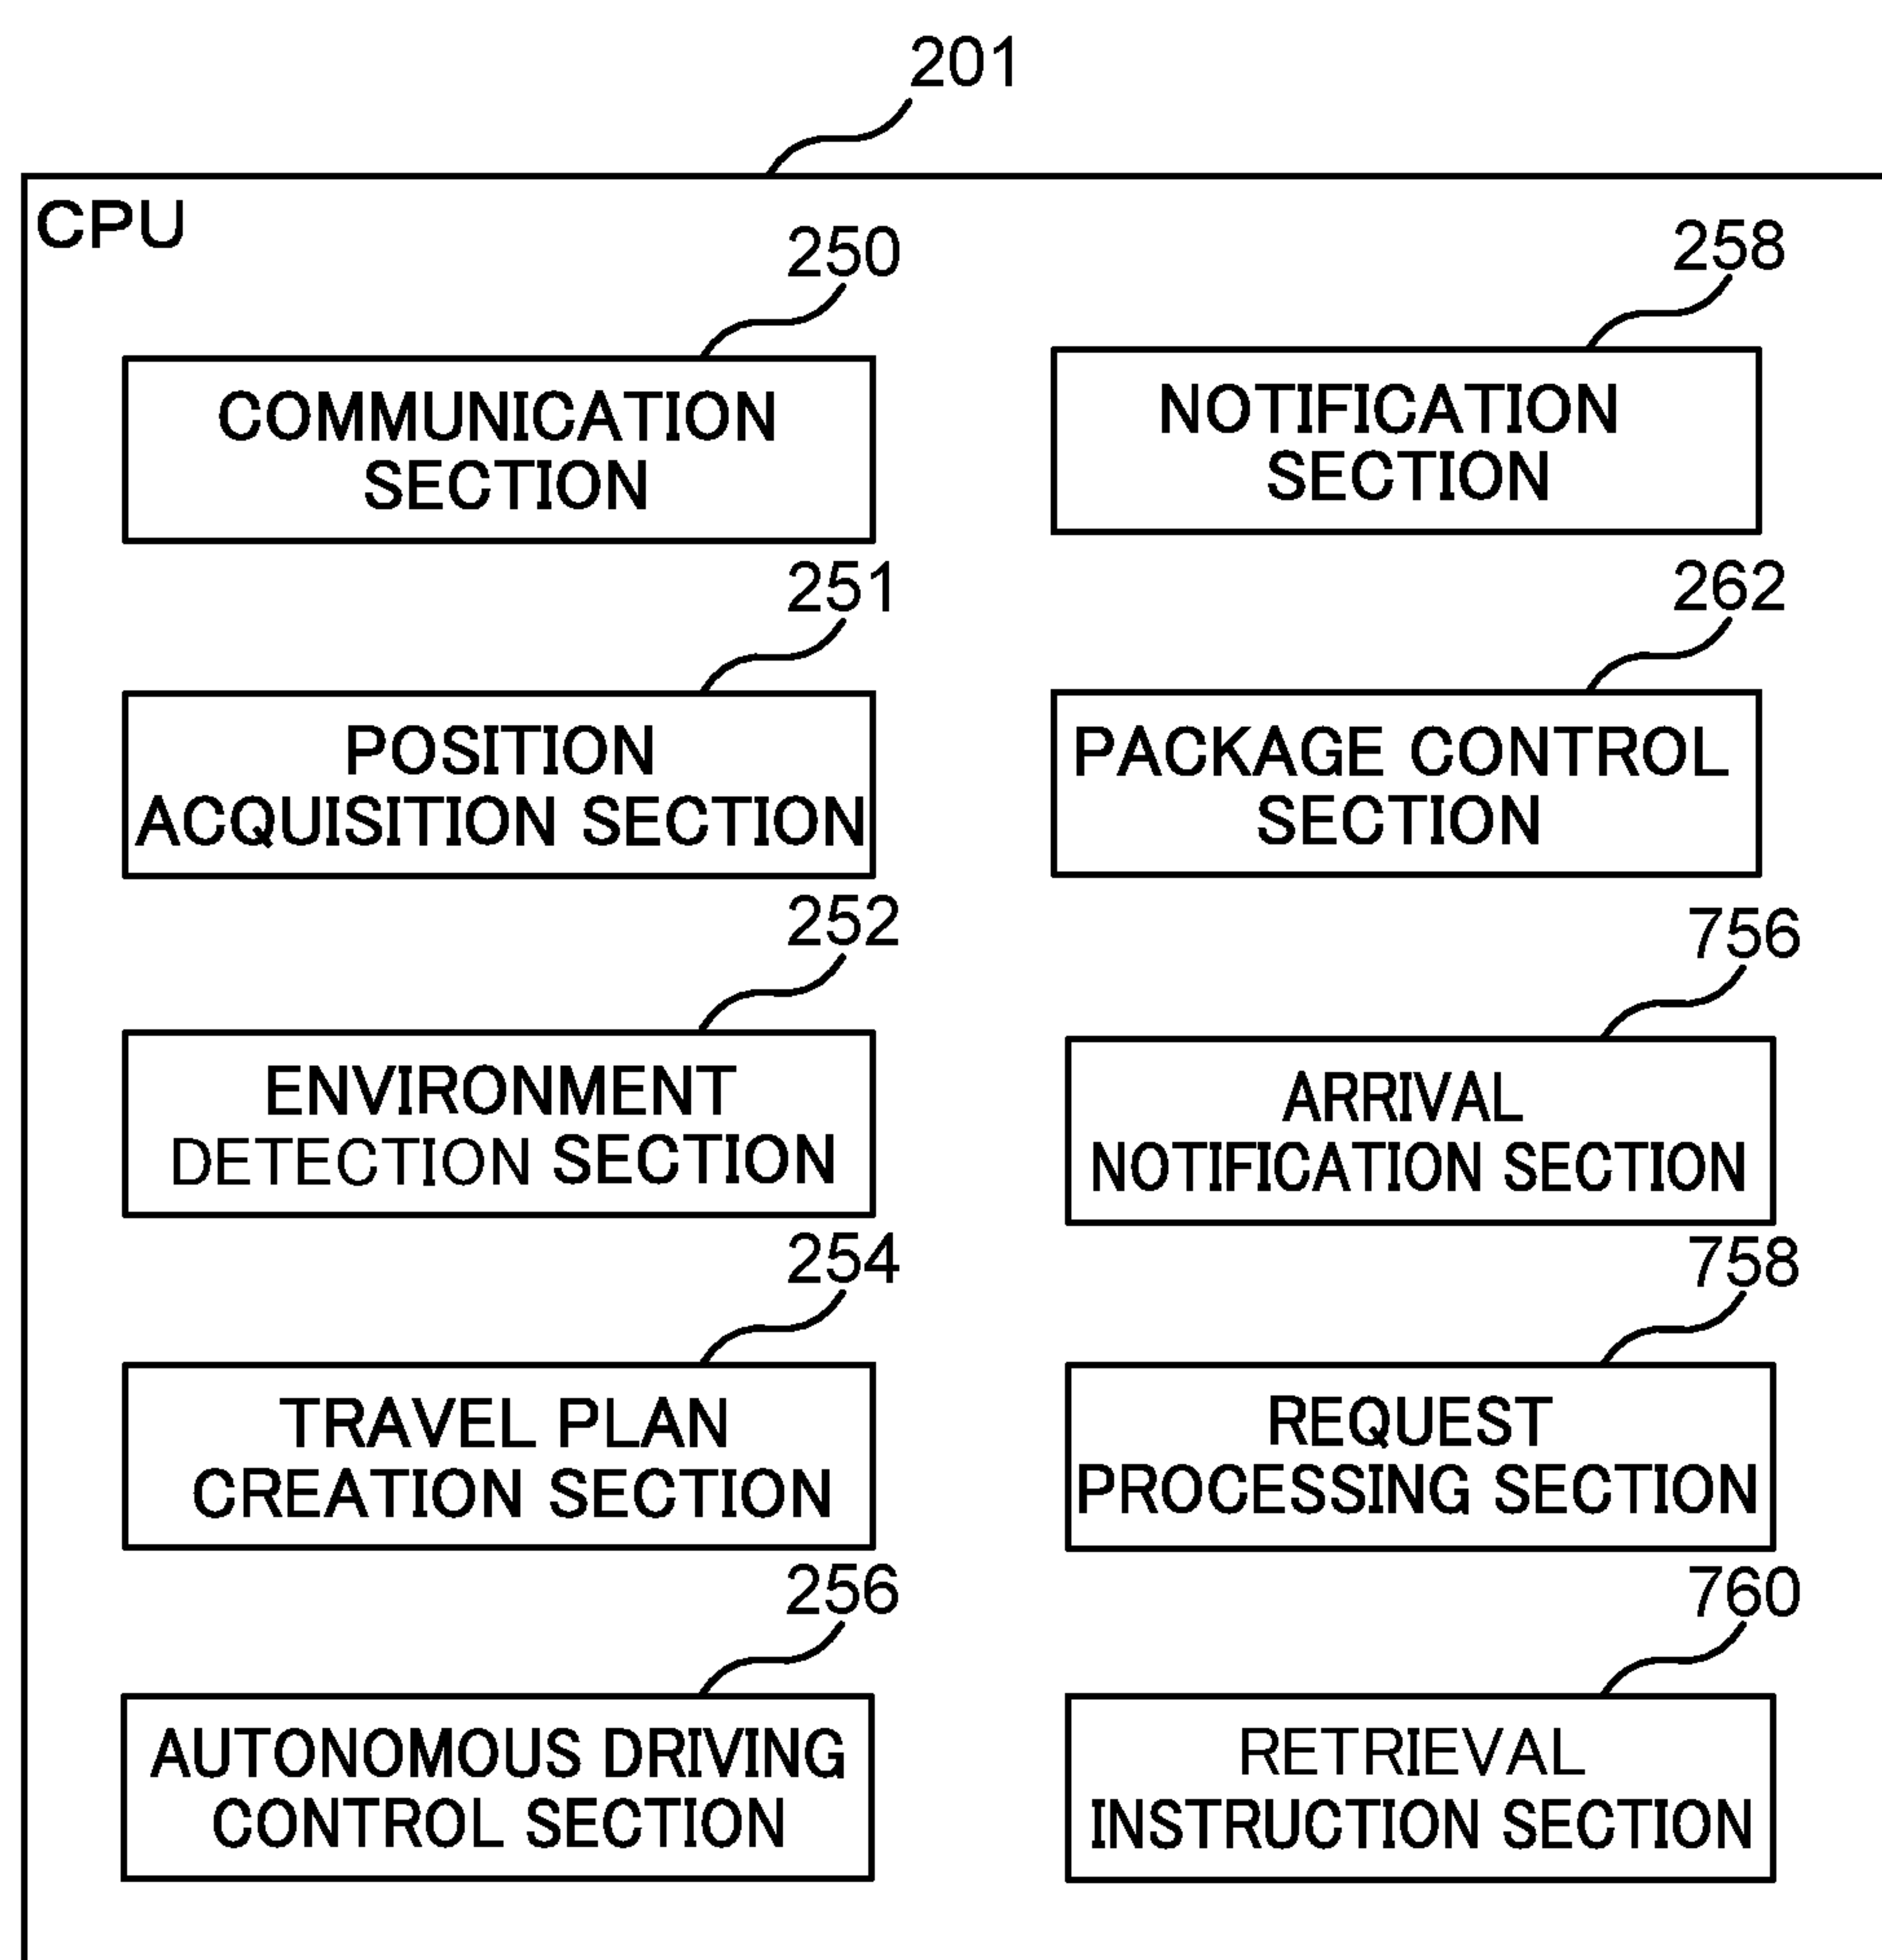 201
CPU
250
COMMUNICATION
SECTION
251
POSITION
ACQUISITION SECTION
252
ENVIRONMENT
DETECTION SECTION
254
TRAVEL PLAN
CREATION SECTION
256
AUTONOMOUS DRIVING
CONTROL SECTION
258
NOTIFICATION
SECTION
262
PACKAGE CONTROL
SECTION
756
ARRIVAL
NOTIFICATION SECTION
758
REQUEST
PROCESSING SECTION
760
RETRIEVAL
INSTRUCTION SECTION